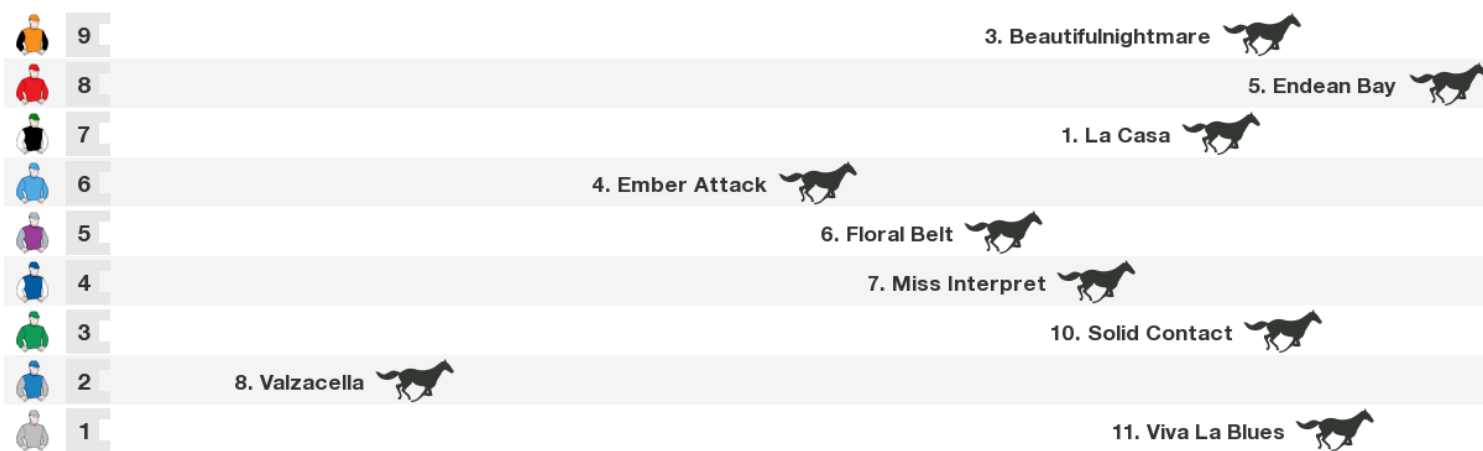 9 3. Beautifulnightmare
8 5. Endean Bay
7 1. La Casa
6 4. Ember Attack
5 6. Floral Belt
4 7. Miss Interpret
3 10. Solid Contact
2 8. Valzacella
1 11. Viva La Blues